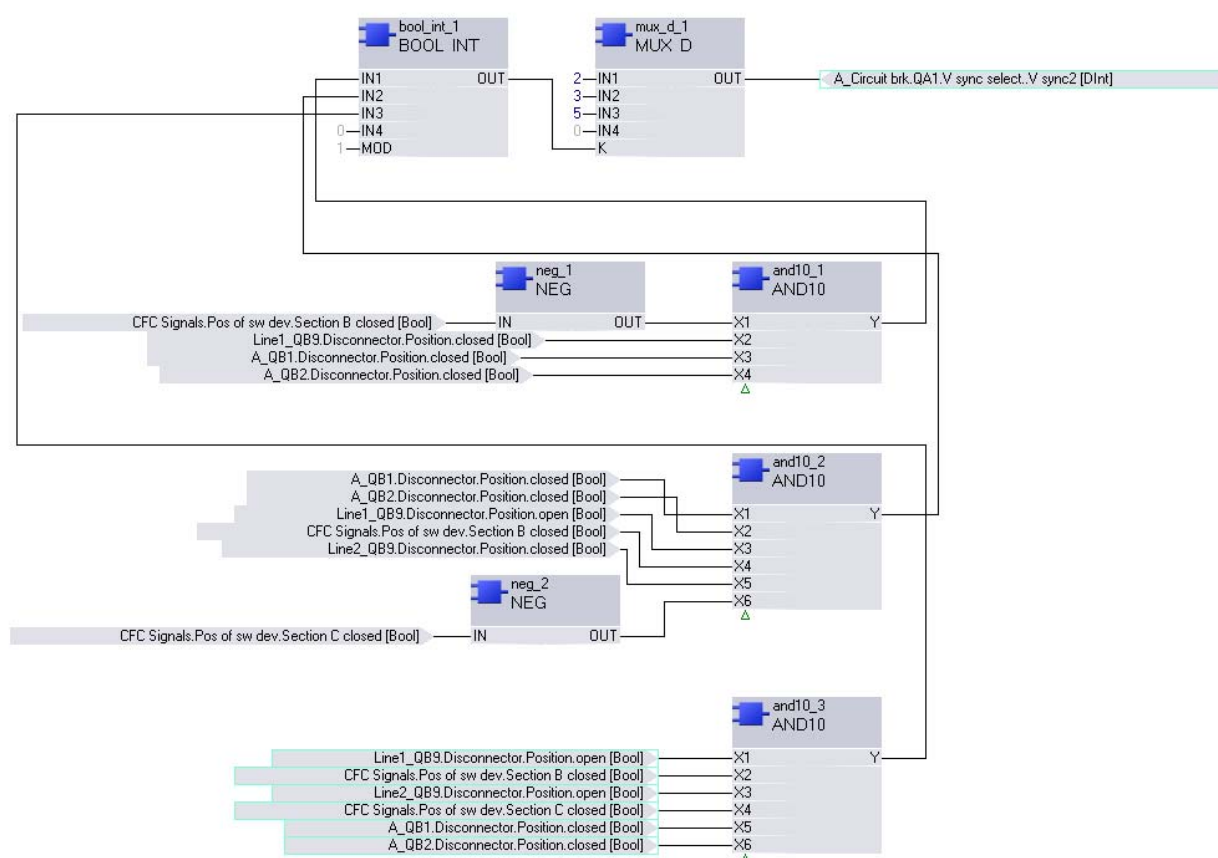 bool_int_1
BOOL_INT
IN1 OUT
IN2
IN3
0 IN4
1 MOD
mux_d_1
MUX_D
2 IN1 OUT
3 IN2
5 IN3
0 IN4
K
A_Circuit brk.QA1.V sync select..V sync2 [DInt]
neg_1
NEG
IN OUT
and10_1
AND10
X1 Y
X2
X3
X4
CFC Signals.Pos of sw dev.Section B closed [Bool]
Line1_QB9.Disconnector.Position.closed [Bool]
A_QB1.Disconnector.Position.closed [Bool]
A_QB2.Disconnector.Position.closed [Bool]
and10_2
AND10
X1 Y
X2
X3
X4
X5
X6
A_QB1.Disconnector.Position.closed [Bool]
A_QB2.Disconnector.Position.closed [Bool]
Line1_QB9.Disconnector.Position.open [Bool]
CFC Signals.Pos of sw dev.Section B closed [Bool]
Line2_QB9.Disconnector.Position.closed [Bool]
neg_2
NEG
IN OUT
CFC Signals.Pos of sw dev.Section C closed [Bool]
and10_3
AND10
X1 Y
X2
X3
X4
X5
X6
Line1_QB9.Disconnector.Position.open [Bool]
CFC Signals.Pos of sw dev.Section B closed [Bool]
Line2_QB9.Disconnector.Position.open [Bool]
CFC Signals.Pos of sw dev.Section C closed [Bool]
A_QB1.Disconnector.Position.closed [Bool]
A_QB2.Disconnector.Position.closed [Bool]